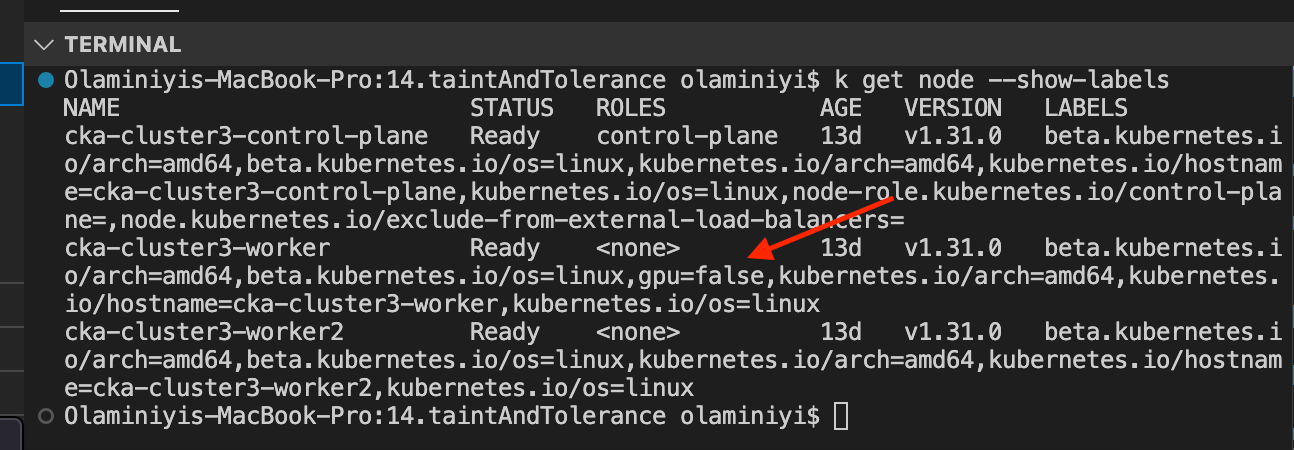 TERMINAL
Olaminiyis-MacBook-Pro:14.taintAndTolerance olaminiyi$ k get node --show-labels
NAME STATUS ROLES AGE VERSION LABELS
cka-cluster3-control-plane Ready control-plane 13d v1.31.0 beta.kubernetes.i
o/arch=amd64,beta.kubernetes.io/os=linux,kubernetes.io/arch=amd64,kubernetes.io/hostnam
e=cka-cluster3-control-plane,kubernetes.io/os=linux,node-role.kubernetes.io/control-pla
ne=,node.kubernetes.io/exclude-from-external-load-balancers=
cka-cluster3-worker Ready <none> 13d v1.31.0 beta.kubernetes.i
o/arch=amd64,beta.kubernetes.io/os=linux,gpu=false,kubernetes.io/arch=amd64,kubernetes.
io/hostname=cka-cluster3-worker,kubernetes.io/os=linux
cka-cluster3-worker2 Ready <none> 13d v1.31.0 beta.kubernetes.i
o/arch=amd64,beta.kubernetes.io/os=linux,kubernetes.io/arch=amd64,kubernetes.io/hostnam
e=cka-cluster3-worker2,kubernetes.io/os=linux
Olaminiyis-MacBook-Pro:14.taintAndTolerance olaminiyi$